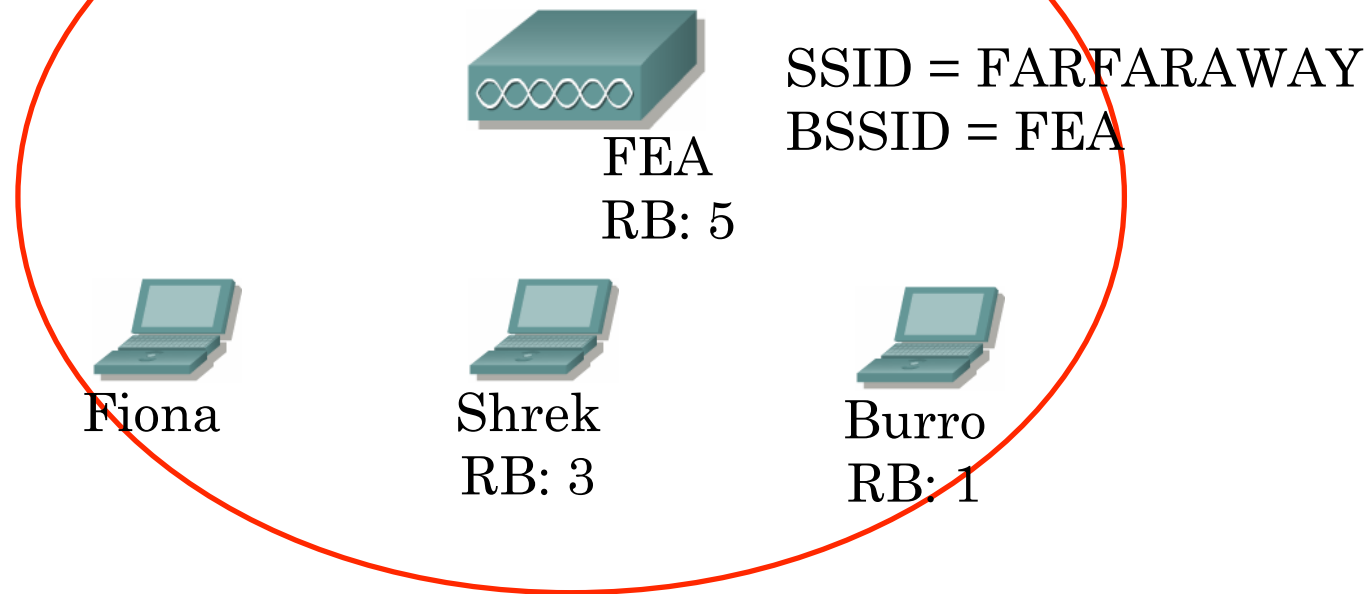 SSID = FARFARAWAY
BSSID = FEA
FEA
RB: 5
Fiona
Shrek
RB: 3
Burro
RB: 1